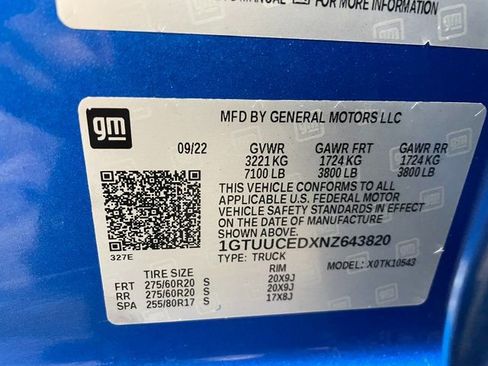 MANUAL FOR MORE INFORMATION
gm
MFD BY GENERAL MOTORS LLC
09/22 GVWR GAWR FRT GAWR RR
3221 KG 1724 KG 1724 KG
7100 LB 3800 LB 3800 LB
THIS VEHICLE CONFORMS TO ALL
APPLICABLE U.S. FEDERAL MOTOR
VEHICLE SAFETY STANDARDS IN EFFECT
ON THE DATE OF MANUFACTURE
SHOWN ABOVE.
1GTUUCEDXNZ643820
TYPE: TRUCK MODEL: X0TK10543
327E
TIRE SIZE RIM
FRT 275/60R20 S 20X9J
RR 275/60R20 S 20X9J
SPA 255/80R17 S 17X8J